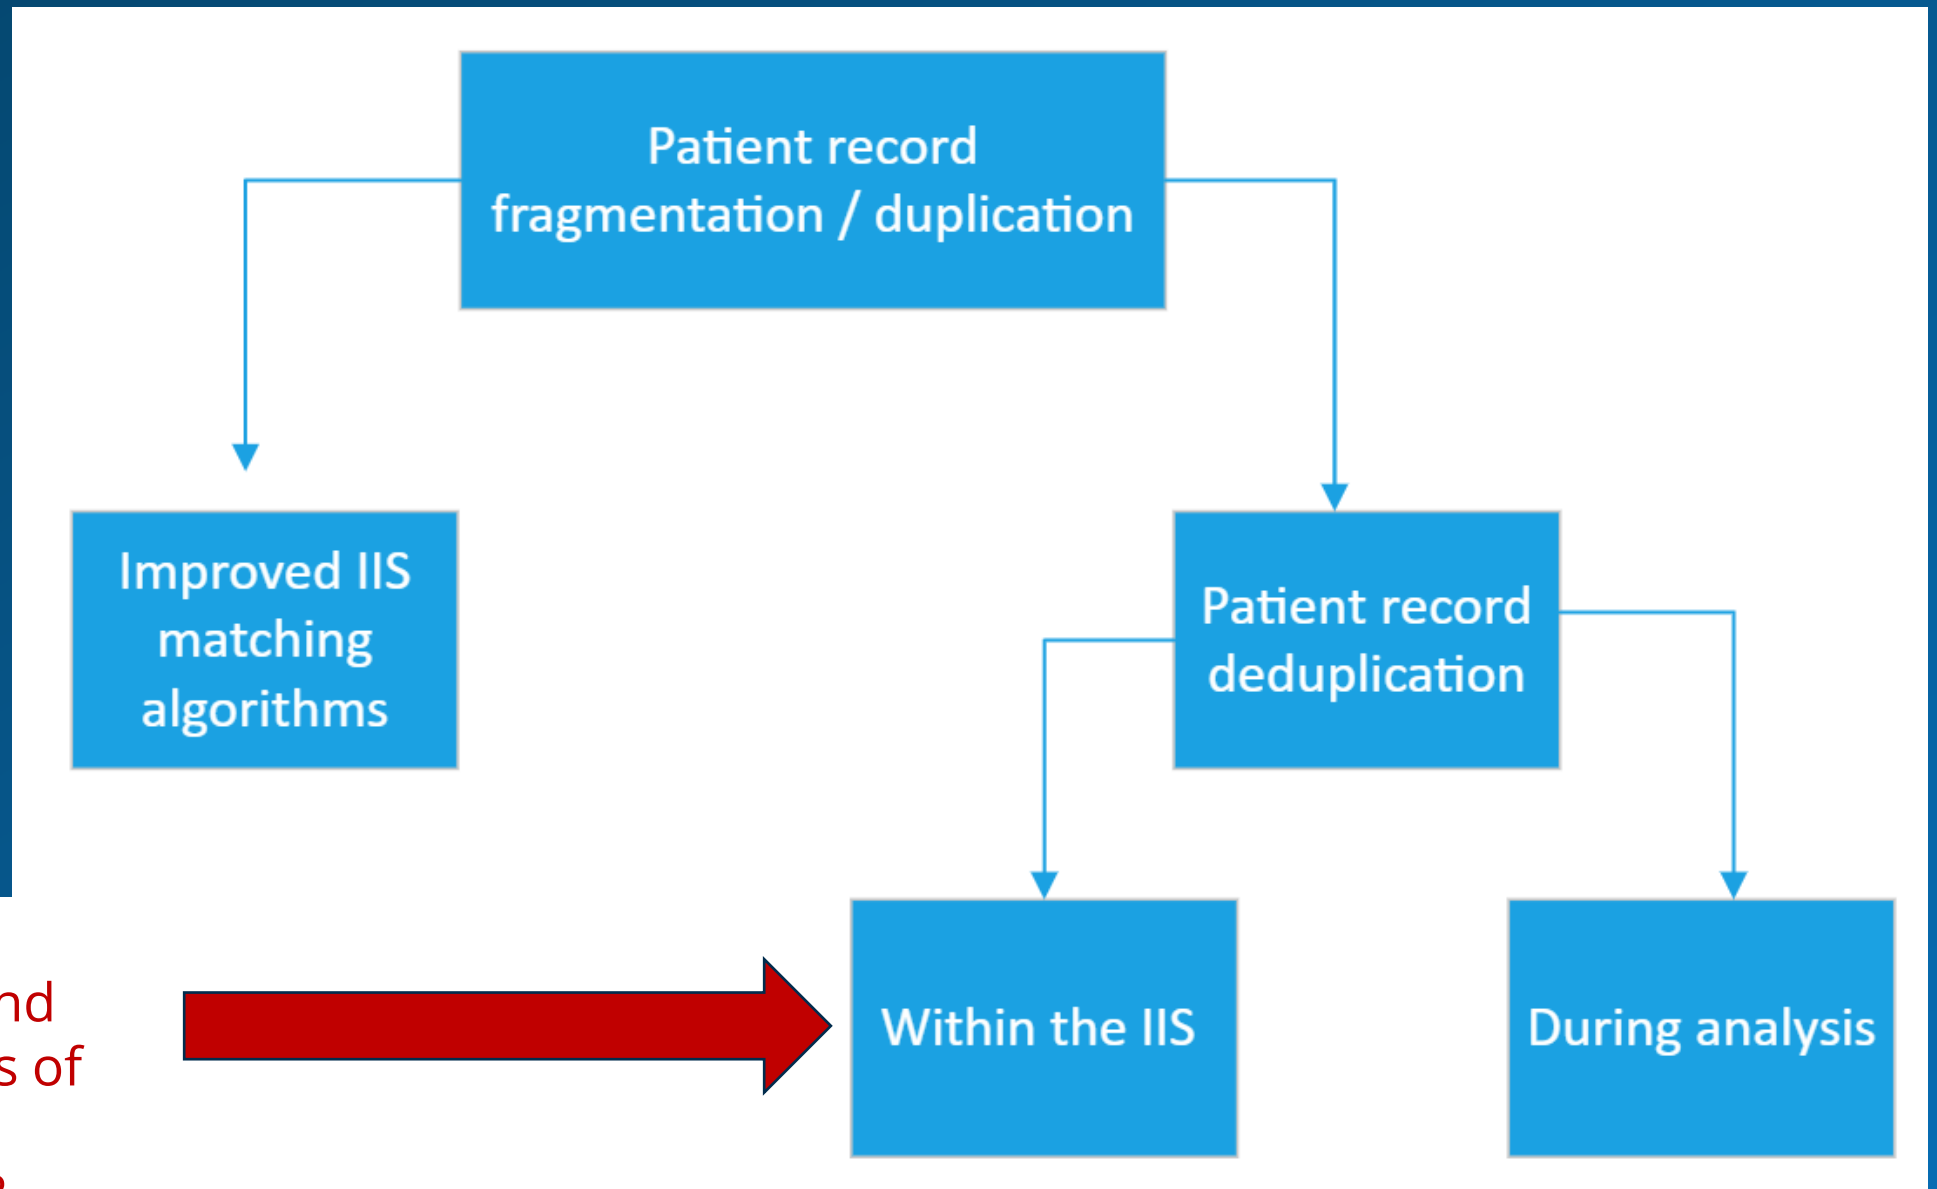 Patient record
fragmentation / duplication
Improved IIS
matching
algorithms
Patient record
deduplication
Within the IIS
During analysis
nd
s of